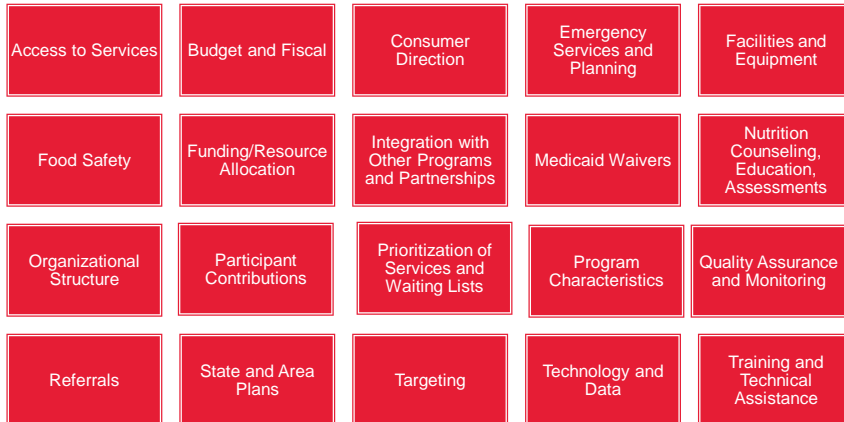 Access to Services
Budget and Fiscal
Consumer
Direction
Emergency
Services and
Planning
Facilities and
Equipment
Food Safety
Funding/Resource
Allocation
Integration with
Other Programs
and Partnerships
Medicaid Waivers
Nutrition
Counseling,
Education,
Assessments
Organizational
Structure
Participant
Contributions
Prioritization of
Services and
Waiting Lists
Program
Characteristics
Quality Assurance
and Monitoring
Referrals
State and Area
Plans
Targeting
Technology and
Data
Training and
Technical
Assistance